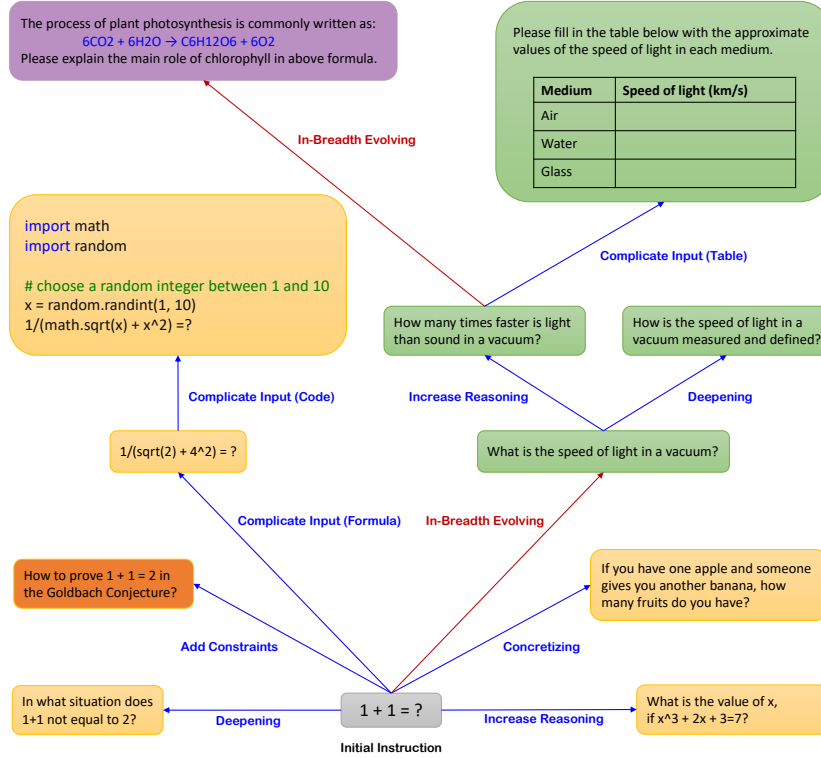 The process of plant photosynthesis is commonly written as:
6CO2 + 6H2O → C6H12O6 + 6O2
Please explain the main role of chlorophyll in above formula.
Please fill in the table below with the approximate
values of the speed of light in each medium.
Medium Speed of light (km/s)
Air
Water
Glass
In-Breadth Evolving
import math
import random
# choose a random integer between 1 and 10
x = random.randint(1, 10)
1/(math.sqrt(x) + x^2) =?
Complicate Input (Table)
How many times faster is light
than sound in a vacuum?
How is the speed of light in a
vacuum measured and defined?
Complicate Input (Code)
Increase Reasoning
Deepening
1/(sqrt(2) + 4^2) = ?
What is the speed of light in a vacuum?
Complicate Input (Formula)
In-Breadth Evolving
How to prove 1 + 1 = 2 in
the Goldbach Conjecture?
If you have one apple and someone
gives you another banana, how
many fruits do you have?
Add Constraints
Concretizing
In what situation does
1+1 not equal to 2?
Deepening
1 + 1 = ?
Increase Reasoning
What is the value of x,
if x^3 + 2x + 3=7?
Initial Instruction